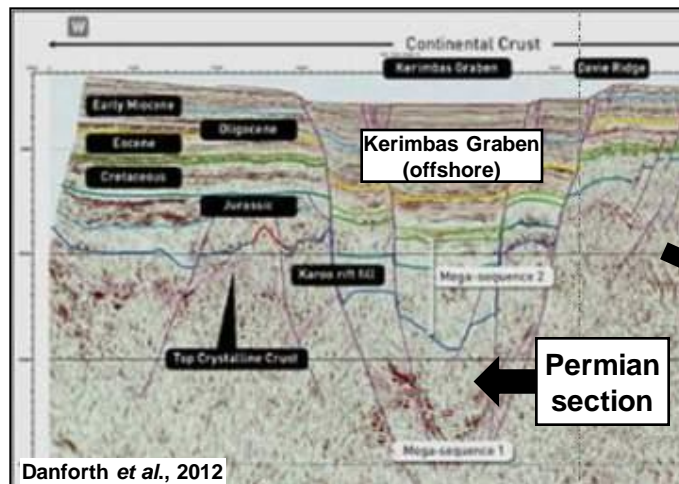 W
Continental Crust
Kerimbas Graben
Davie Ridge
Early Miocene
Oligocene
Eocene
Kerimbas Graben
(offshore)
Cretaceous
Jurassic
Karoo rift fill
Mega-sequence 2
Top Crystalline Crust
Permian
section
Mega-sequence 1
Danforth et al., 2012